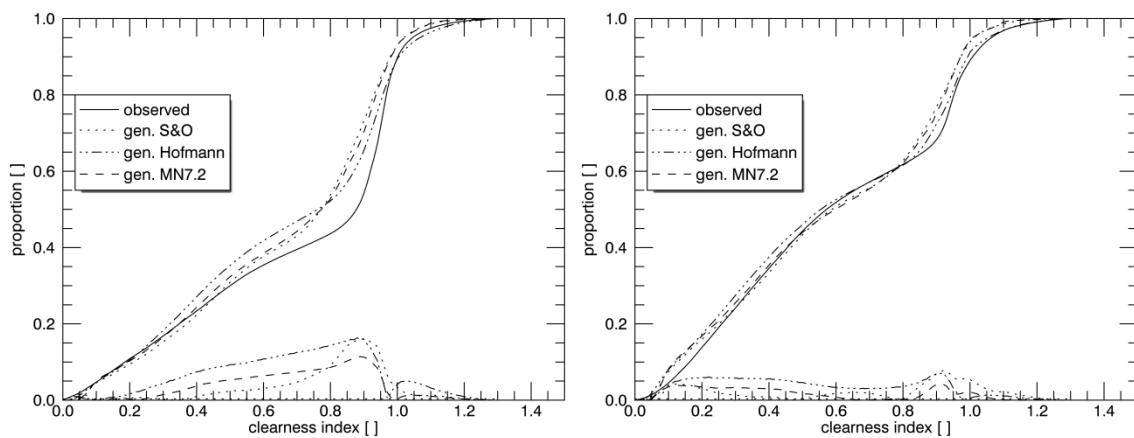 1.0
0.8
0.6
0.4
0.2
0.0
proportion [ ]
observed
gen. S&O
gen. Hofmann
gen. MN7.2
0.0 0.2 0.4 0.6 0.8 1.0 1.2 1.4
clearness index [ ]
1.0
0.8
0.6
0.4
0.2
0.0
proportion [ ]
observed
gen. S&O
gen. Hofmann
gen. MN7.2
0.0 0.2 0.4 0.6 0.8 1.0 1.2 1.4
clearness index [ ]